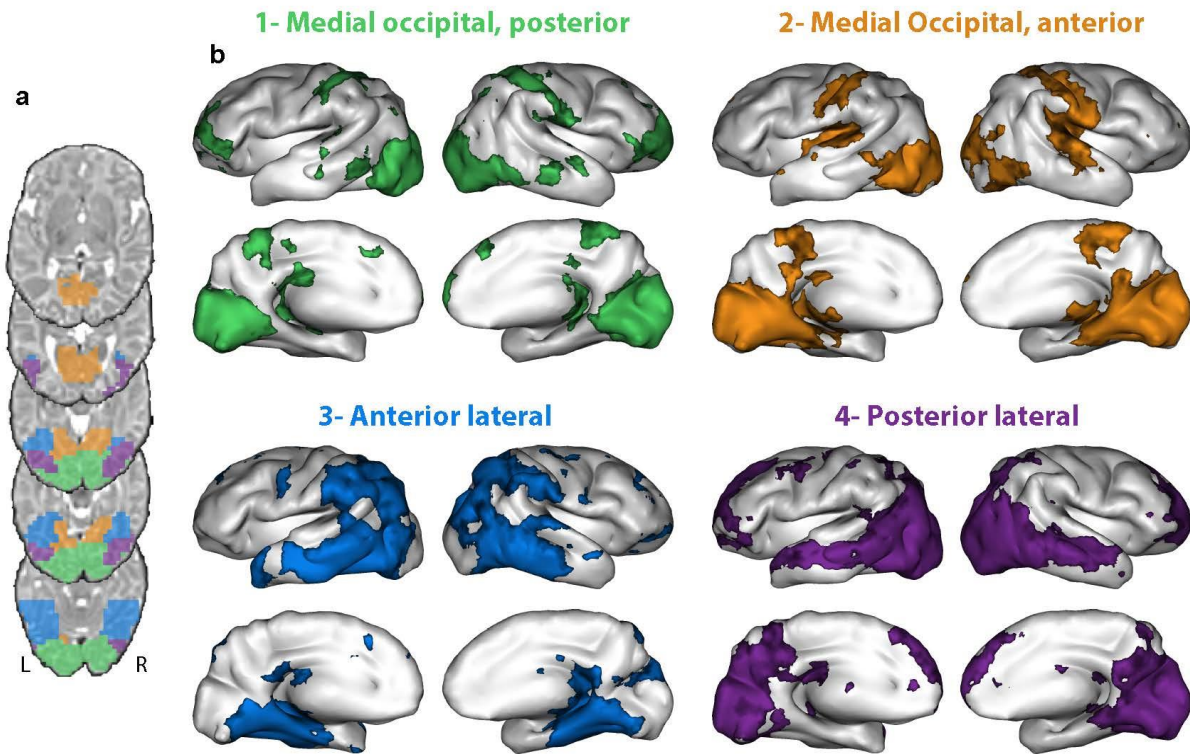 1- Medial occipital, posterior
2- Medial Occipital, anterior
b
a
3- Anterior lateral
4- Posterior lateral
L
R